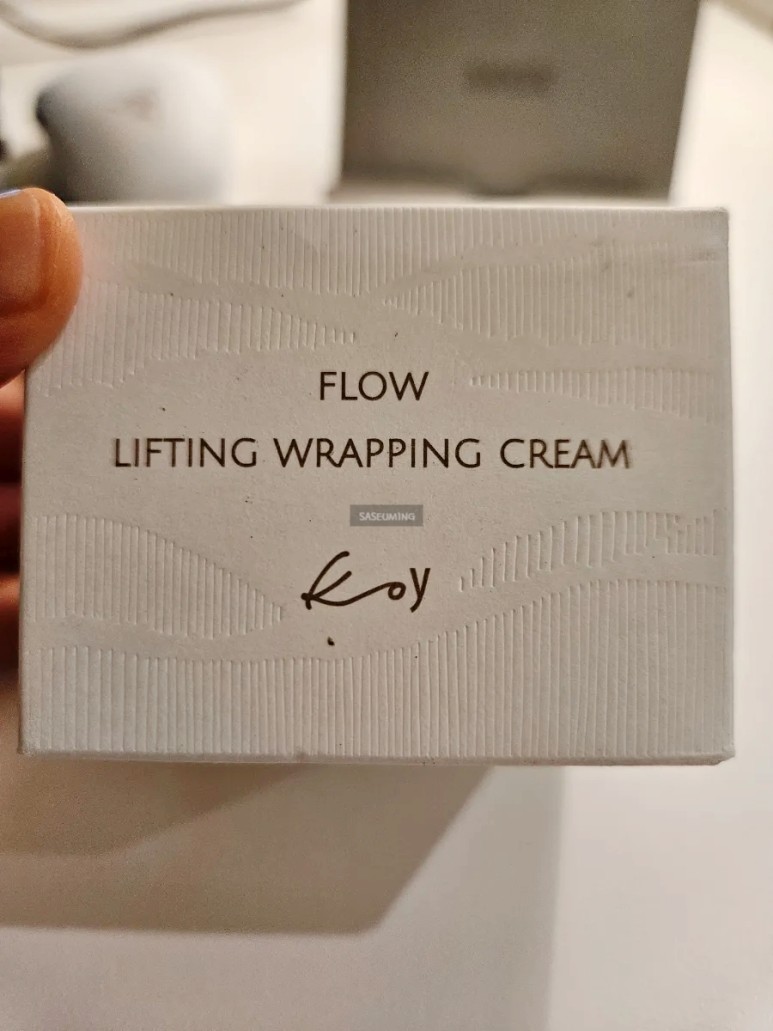 FLOW
LIFTING WRAPPING CREAM
SASEUMING
Koy